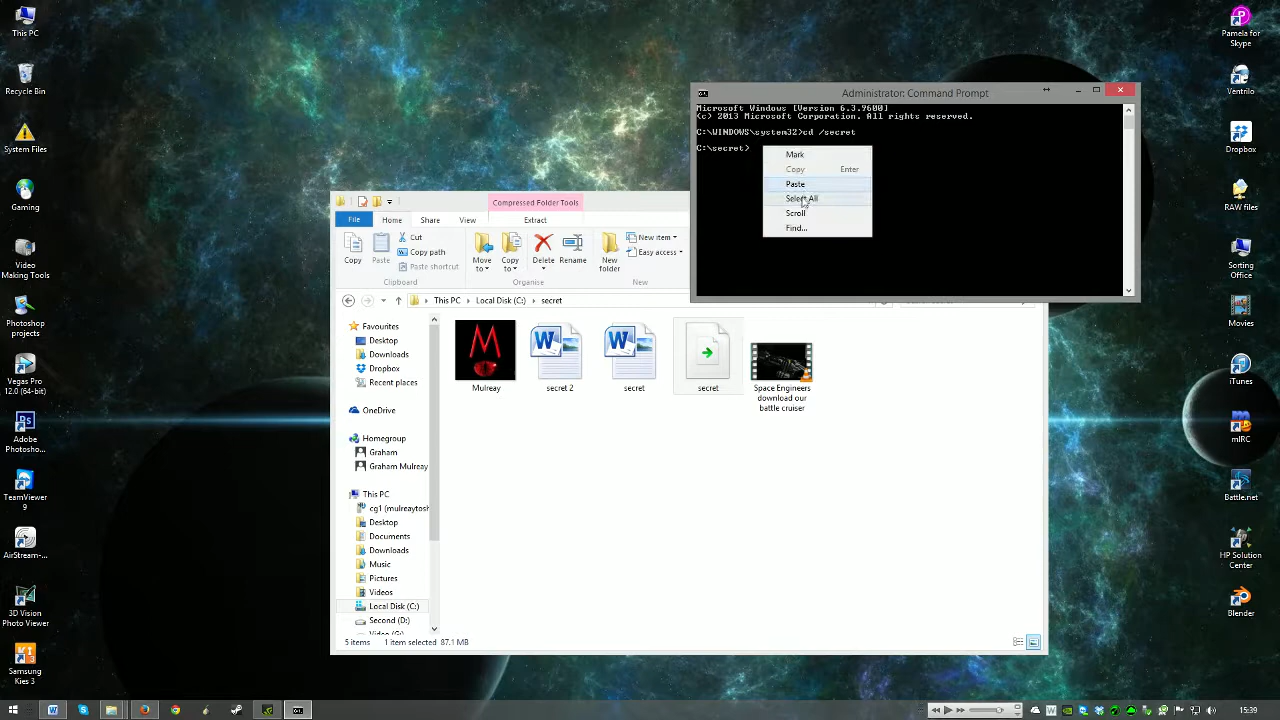 This PC
Recycle Bin
System Files
Gaming
Video
Making Tools
Photoshop
Projects
Vegas Pro
12.0 (64-bit)
Adobe
Photosho...
TeamViewer
9
AirStream-...
3D Vision
Photo Viewer
Samsung
Kies 3
Pamela for
Skype
Ventrilo
Dropbox
RAW files
String
Office
Movies
iTunes
mIRC
Battle.net
HP Solution
Center
Blender
Administrator: Command Prompt
Microsoft Windows [Version 6.3.9600]
(c) 2013 Microsoft Corporation. All rights reserved.
C:\WINDOWS\system32>cd /secret
C:\secret>
Mark
Copy Enter
Paste
Select All
Scroll
Find...
Compressed Folder Tools
File Home Share View Extract
Copy
Paste
Cut
Copy path
Paste shortcut
Clipboard
Move
to
Copy
to
Delete
Rename
Organise
New
folder
New item
Easy access
New
This PC Local Disk (C:) secret
Favourites
Desktop
Downloads
Dropbox
Recent places
OneDrive
Homegroup
Graham
Graham Mulreay
This PC
cg1 (mulreaytosh
Desktop
Documents
Downloads
Music
Pictures
Videos
Local Disk (C:)
Second (D:)
Mulreay
secret 2
secret
secret
Space Engineers
download our
battle cruiser
5 items 1 item selected 87.1 MB
15:39